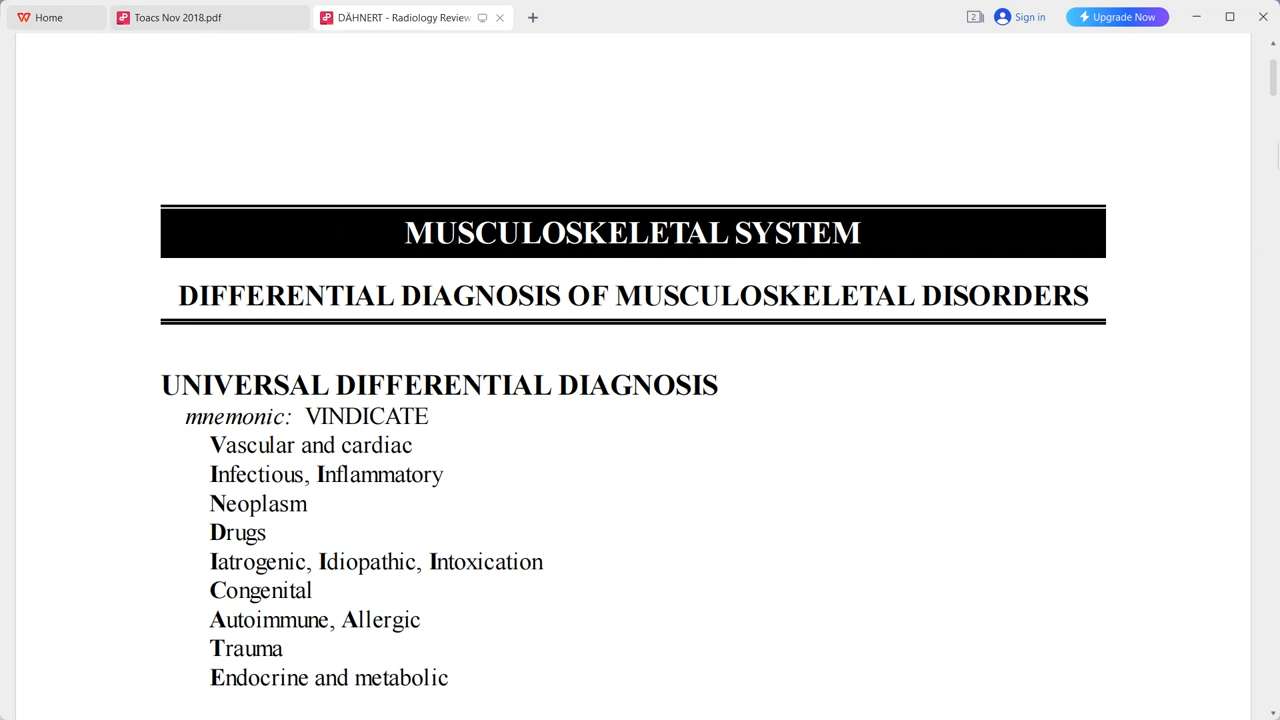 Home
Toacs Nov 2018.pdf
DÄHNERT - Radiology Review
2
Sign in
Upgrade Now
MUSCULOSKELETAL SYSTEM
DIFFERENTIAL DIAGNOSIS OF MUSCULOSKELETAL DISORDERS
UNIVERSAL DIFFERENTIAL DIAGNOSIS
mnemonic: VINDICATE
Vascular and cardiac
Infectious, Inflammatory
Neoplasm
Drugs
Iatrogenic, Idiopathic, Intoxication
Congenital
Autoimmune, Allergic
Trauma
Endocrine and metabolic